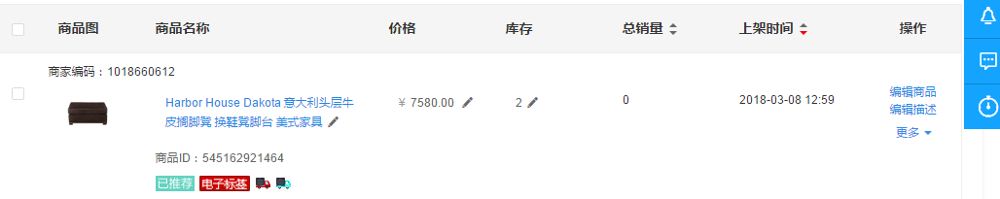 商品图 商品名称 价格 库存 总销量 上架时间 操作
商家编码：1018660612
Harbor House Dakota 意大利头层牛
皮搁脚凳 换鞋凳脚台 美式家具
￥ 7580.00
2
0
2018-03-08 12:59
编辑商品
编辑描述
更多
商品ID：545162921464
已推荐 电子标签